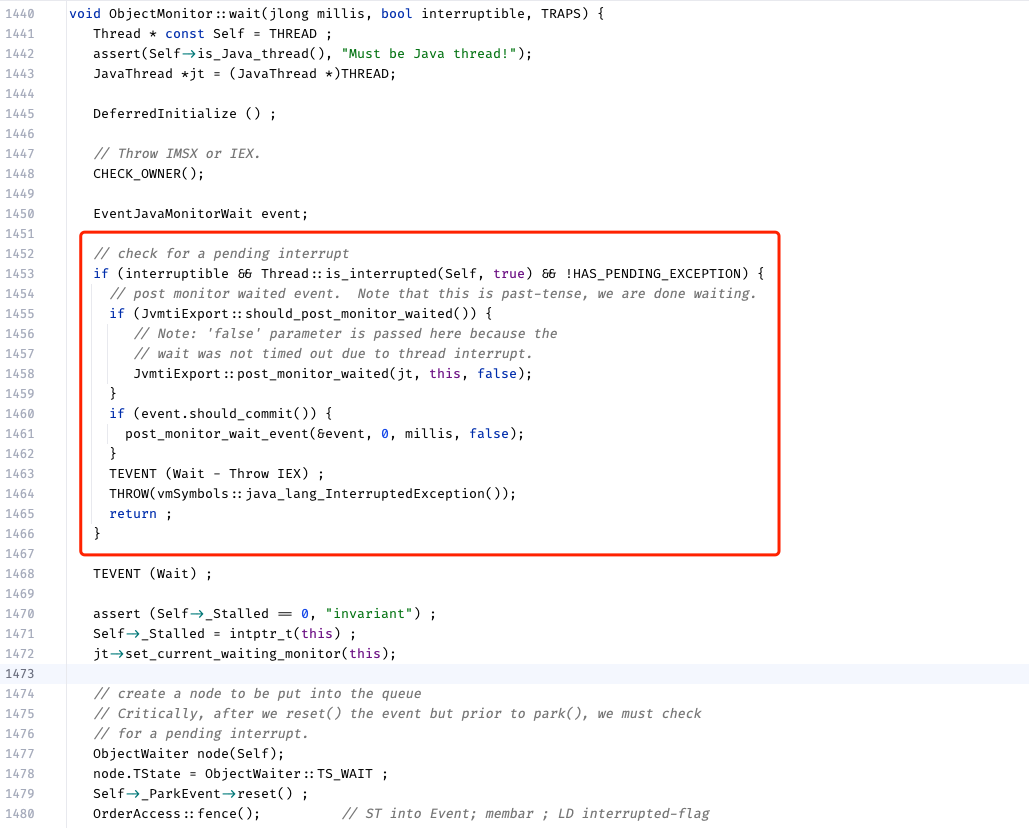 1440 void ObjectMonitor::wait(jlong millis, bool interruptible, TRAPS) {
1441    Thread * const Self = THREAD ;
1442    assert(Self->is_Java_thread(), "Must be Java thread!");
1443    JavaThread *jt = (JavaThread *)THREAD;
1444
1445    DeferredInitialize () ;
1446
1447    // Throw IMSX or IEX.
1448    CHECK_OWNER();
1449
1450    EventJavaMonitorWait event;
1451
1452    // check for a pending interrupt
1453    if (interruptible && Thread::is_interrupted(Self, true) && !HAS_PENDING_EXCEPTION) {
1454      // post monitor waited event.  Note that this is past-tense, we are done waiting.
1455      if (JvmtiExport::should_post_monitor_waited()) {
1456         // Note: 'false' parameter is passed here because the
1457         // wait was not timed out due to thread interrupt.
1458         JvmtiExport::post_monitor_waited(jt, this, false);
1459      }
1460      if (event.should_commit()) {
1461        post_monitor_wait_event(&event, 0, millis, false);
1462      }
1463      TEVENT (Wait - Throw IEX) ;
1464      THROW(vmSymbols::java_lang_InterruptedException());
1465      return ;
1466    }
1467
1468    TEVENT (Wait) ;
1469
1470    assert (Self->_Stalled == 0, "invariant") ;
1471    Self->_Stalled = intptr_t(this) ;
1472    jt->set_current_waiting_monitor(this);
1473
1474    // create a node to be put into the queue
1475    // Critically, after we reset() the event but prior to park(), we must check
1476    // for a pending interrupt.
1477    ObjectWaiter node(Self);
1478    node.TState = ObjectWaiter::TS_WAIT ;
1479    Self->_ParkEvent->reset() ;
1480    OrderAccess::fence();          // ST into Event; membar ; LD interrupted-flag